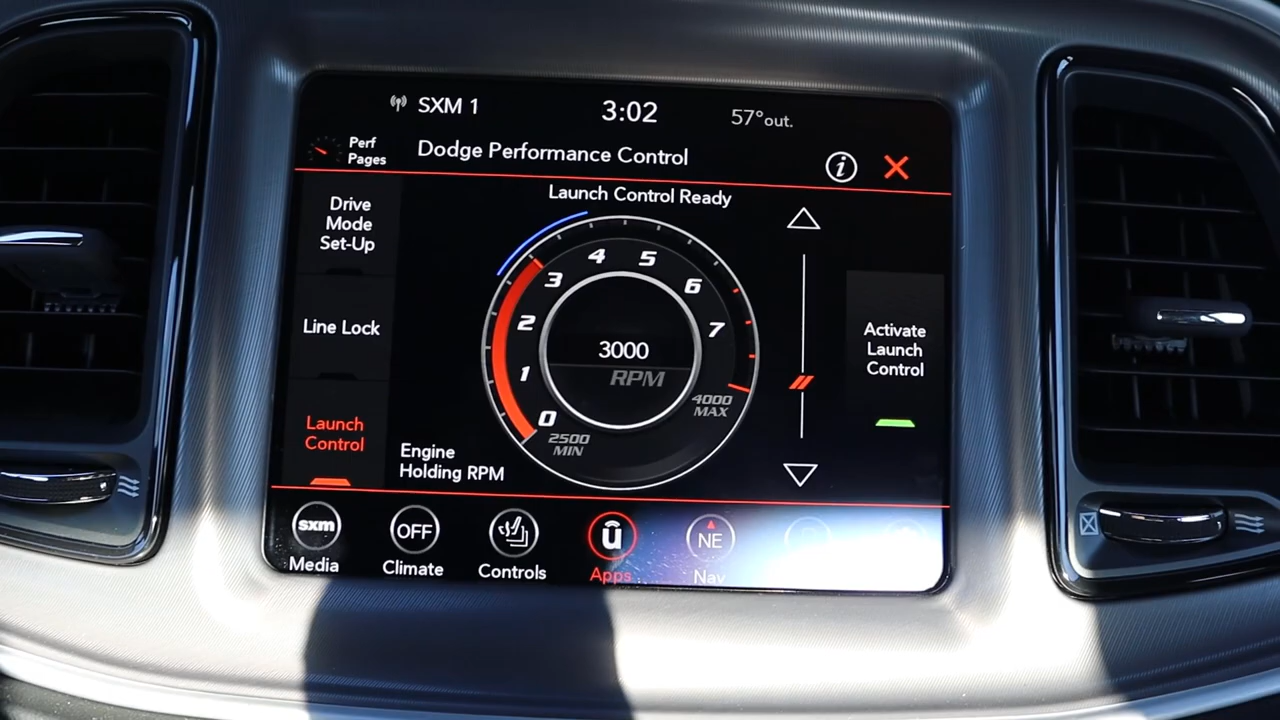 SXM 1
3:02
57°out.
Perf
Pages
Dodge Performance Control
i
Launch Control Ready
Drive
Mode
Set-Up
Line Lock
Launch
Control
0
1
2
3
4
5
6
7
3000
RPM
2500
MIN
4000
MAX
Engine
Holding RPM
Activate
Launch
Control
sxm
Media
OFF
Climate
Controls
ū
Apps
NE
Nav